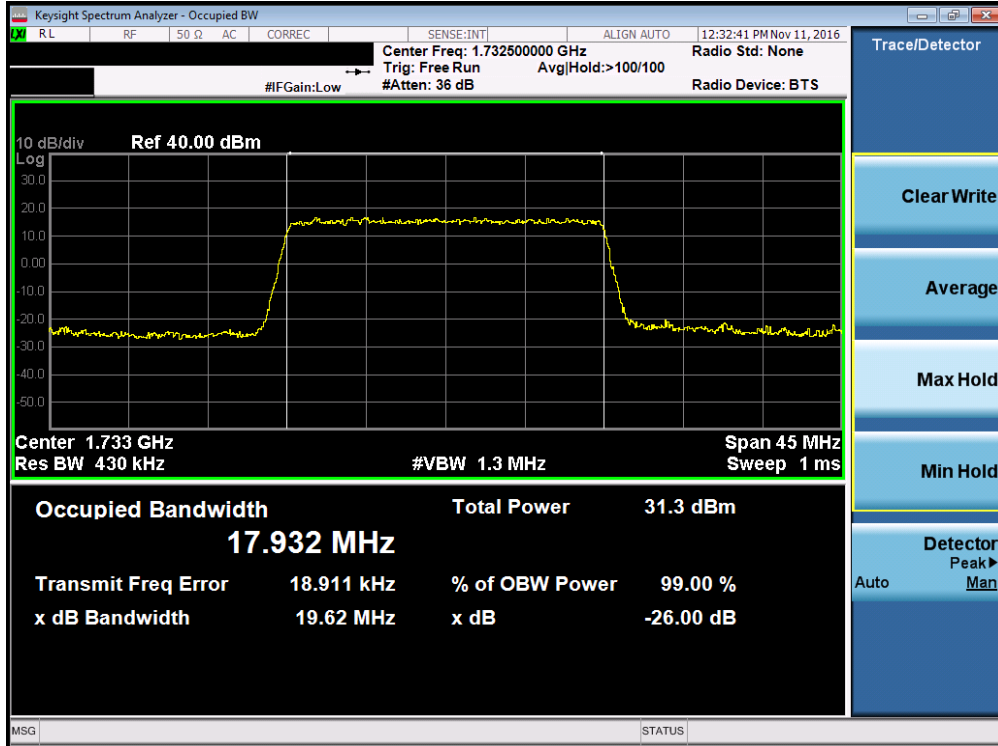 Keysight Spectrum Analyzer - Occupied BW
LXI RL RF 50 Ω AC CORREC SENSE:INT ALIGN AUTO 12:32:41 PM Nov 11, 2016
Center Freq: 1.732500000 GHz Radio Std: None
Trig: Free Run Avg|Hold:>100/100
#IFGain:Low #Atten: 36 dB Radio Device: BTS
10 dB/div Ref 40.00 dBm
Log
30.0
20.0
10.0
0.00
-10.0
-20.0
-30.0
-40.0
-50.0
Center 1.733 GHz Span 45 MHz
Res BW 430 kHz #VBW 1.3 MHz Sweep 1 ms
Occupied Bandwidth Total Power 31.3 dBm
17.932 MHz
Transmit Freq Error 18.911 kHz % of OBW Power 99.00 %
x dB Bandwidth 19.62 MHz x dB -26.00 dB
MSG STATUS
Trace/Detector
Clear Write
Average
Max Hold
Min Hold
Detector
Peak▶
Auto Man